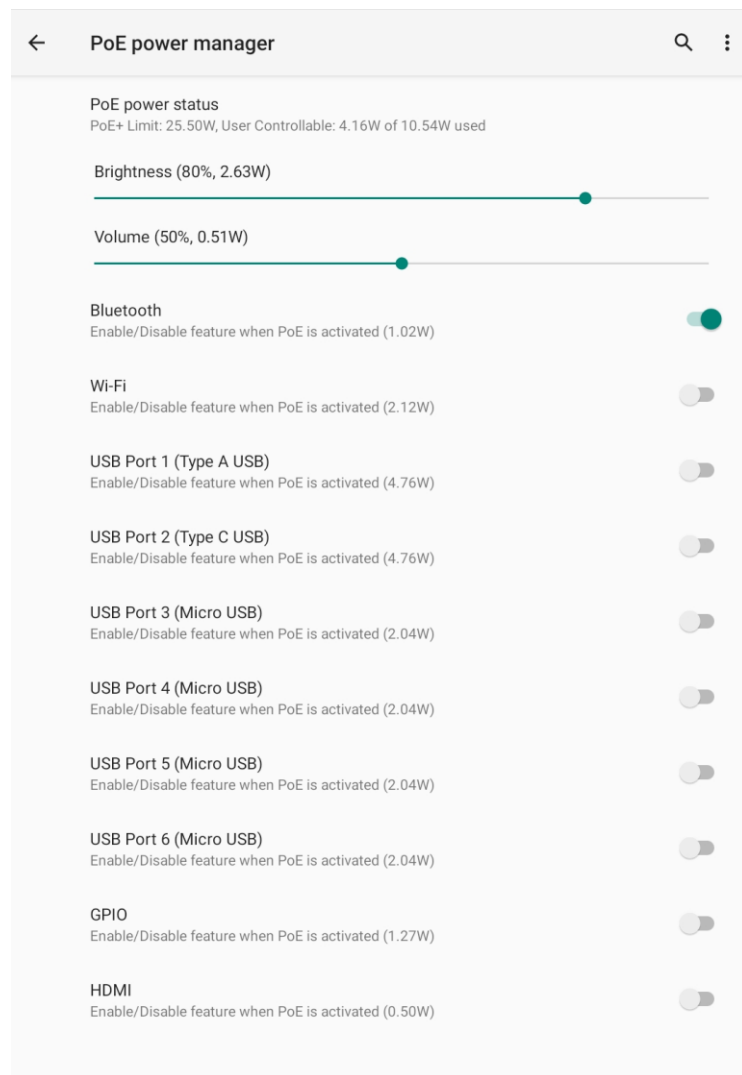 PoE power manager
PoE power status
PoE+ Limit: 25.50W, User Controllable: 4.16W of 10.54W used
Brightness (80%, 2.63W)
Volume (50%, 0.51W)
Bluetooth
Enable/Disable feature when PoE is activated (1.02W)
Wi-Fi
Enable/Disable feature when PoE is activated (2.12W)
USB Port 1 (Type A USB)
Enable/Disable feature when PoE is activated (4.76W)
USB Port 2 (Type C USB)
Enable/Disable feature when PoE is activated (4.76W)
USB Port 3 (Micro USB)
Enable/Disable feature when PoE is activated (2.04W)
USB Port 4 (Micro USB)
Enable/Disable feature when PoE is activated (2.04W)
USB Port 5 (Micro USB)
Enable/Disable feature when PoE is activated (2.04W)
USB Port 6 (Micro USB)
Enable/Disable feature when PoE is activated (2.04W)
GPIO
Enable/Disable feature when PoE is activated (1.27W)
HDMI
Enable/Disable feature when PoE is activated (0.50W)